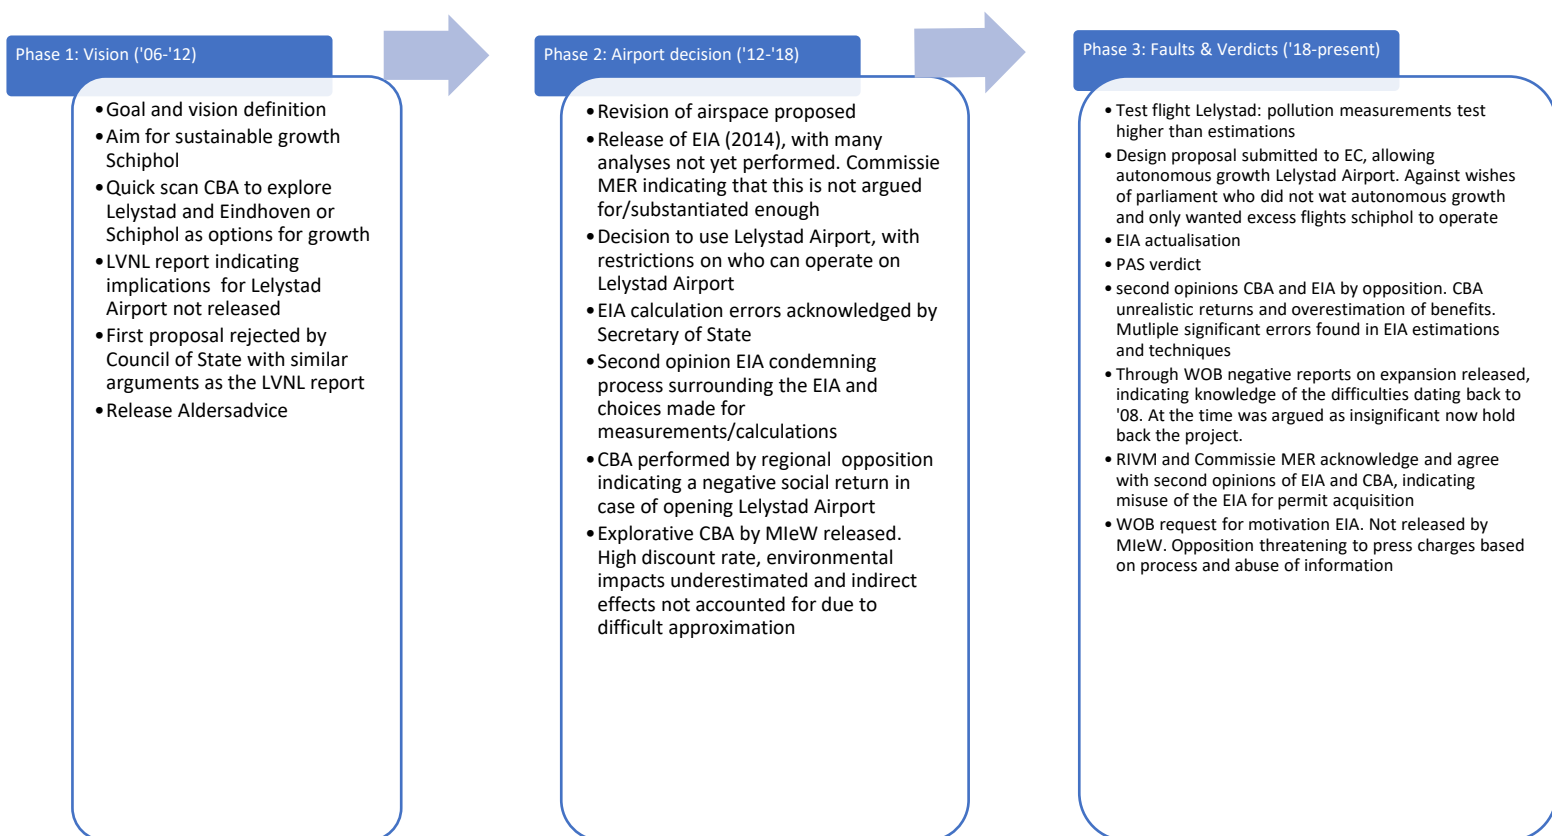 Phase 1: Vision ('06-'12)
•Goal and vision definition
•Aim for sustainable growth
Schiphol
•Quick scan CBA to explore
Lelystad and Eindhoven or
Schiphol as options for growth
•LVNL report indicating
implications for Lelystad
Airport not released
•First proposal rejected by
Council of State with similar
arguments as the LVNL report
•Release Aldersadvice
Phase 2: Airport decision ('12-'18)
•Revision of airspace proposed
•Release of EIA (2014), with many
analyses not yet performed. Commissie
MER indicating that this is not argued
for/substantiated enough
•Decision to use Lelystad Airport, with
restrictions on who can operate on
Lelystad Airport
•EIA calculation errors acknowledged by
Secretary of State
•Second opinion EIA condemning
process surrounding the EIA and
choices made for
measurements/calculations
•CBA performed by regional opposition
indicating a negative social return in
case of opening Lelystad Airport
•Explorative CBA by MIeW released.
High discount rate, environmental
impacts underestimated and indirect
effects not accounted for due to
difficult approximation
Phase 3: Faults & Verdicts ('18-present)
•Test flight Lelystad: pollution measurements test
higher than estimations
•Design proposal submitted to EC, allowing
autonomous growth Lelystad Airport. Against wishes
of parliament who did not wat autonomous growth
and only wanted excess flights schiphol to operate
•EIA actualisation
•PAS verdict
•second opinions CBA and EIA by opposition. CBA
unrealistic returns and overestimation of benefits.
Mutliple significant errors found in EIA estimations
and techniques
•Through WOB negative reports on expansion released,
indicating knowledge of the difficulties dating back to
'08. At the time was argued as insignificant now hold
back the project.
•RIVM and Commissie MER acknowledge and agree
with second opinions of EIA and CBA, indicating
misuse of the EIA for permit acquisition
•WOB request for motivation EIA. Not released by
MIeW. Opposition threatening to press charges based
on process and abuse of information